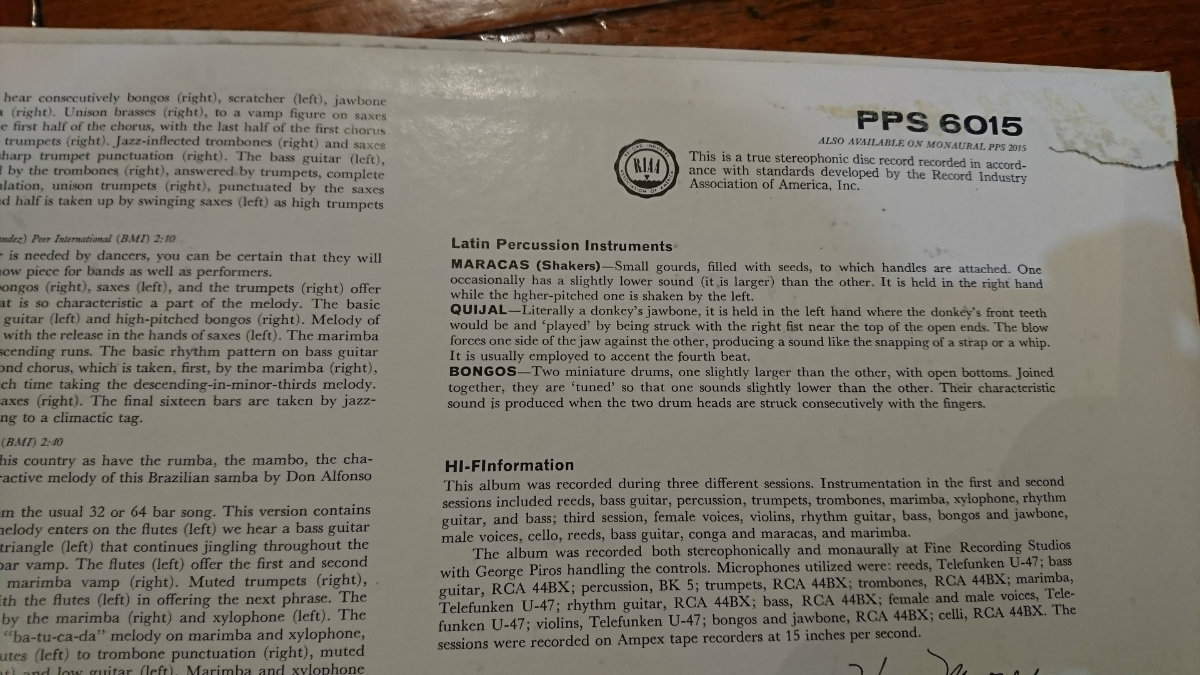 hear consecutively bongos (right), scratcher (left), jawbone
(right). Unison brasses (right), to a vamp figure on saxes
first half of the chorus, with the last half of the first chorus
trumpets (right). Jazz-inflected trombones (right) and saxes
sharp trumpet punctuation (right). The bass guitar (left),
by the trombones (right), answered by trumpets, complete
unison trumpets (right), punctuated by the saxes
half is taken up by swinging saxes (left) as high trumpets
Peer International (BMI) 2:10
is needed by dancers, you can be certain that they will
piece for bands as well as performers.
bongos (right), saxes (left), and the trumpets (right) offer
at is so characteristic a part of the melody. The basic
guitar (left) and high-pitched bongos (right). Melody of
with the release in the hands of saxes (left). The marimba
scending runs. The basic rhythm pattern on bass guitar
ond chorus, which is taken, first, by the marimba (right),
ch time taking the descending-in-minor-thirds melody.
axes (right). The final sixteen bars are taken by jazz-
ng to a climactic tag.
(BMI) 2:40
his country as have the rumba, the mambo, the cha-
ractive melody of this Brazilian samba by Don Alfonso
m the usual 32 or 64 bar song. This version contains
melody enters on the flutes (left) we hear a bass guitar
triangle (left) that continues jingling throughout the
bar vamp. The flutes (left) offer the first and second
marimba vamp (right). Muted trumpets (right),
ith the flutes (left) in offering the next phrase. The
by the marimba (right) and xylophone (left). The
"ba-tu-ca-da" melody on marimba and xylophone,
utes (left) to trombone punctuation (right), muted
and low guitar (left). Marimba and xylophone
PPS 6015
ALSO AVAILABLE ON MONAURAL PPS 2015
RIAA
This is a true stereophonic disc record recorded in accord-
ance with standards developed by the Record Industry
Association of America, Inc.
Latin Percussion Instruments
MARACAS (Shakers)—Small gourds, filled with seeds, to which handles are attached. One
occasionally has a slightly lower sound (it is larger) than the other. It is held in the right hand
while the hgher-pitched one is shaken by the left.
QUIJAL—Literally a donkey's jawbone, it is held in the left hand where the donkey's front teeth
would be and 'played' by being struck with the right fist near the top of the open ends. The blow
forces one side of the jaw against the other, producing a sound like the snapping of a strap or a whip.
It is usually employed to accent the fourth beat.
BONGOS—Two miniature drums, one slightly larger than the other, with open bottoms. Joined
together, they are 'tuned' so that one sounds slightly lower than the other. Their characteristic
sound is produced when the two drum heads are struck consecutively with the fingers.
HI-FInformation
This album was recorded during three different sessions. Instrumentation in the first and second
sessions included reeds, bass guitar, percussion, trumpets, trombones, marimba, xylophone, rhythm
guitar, and bass; third session, female voices, violins, rhythm guitar, bass, bongos and jawbone,
male voices, cello, reeds, bass guitar, conga and maracas, and marimba.
The album was recorded both stereophonically and monaurally at Fine Recording Studios
with George Piros handling the controls. Microphones utilized were: reeds, Telefunken U-47; bass
guitar, RCA 44BX; percussion, BK 5; trumpets, RCA 44BX; trombones, RCA 44BX; marimba,
Telefunken U-47; rhythm guitar, RCA 44BX; bass, RCA 44BX; female and male voices, Tele-
funken U-47; violins, Telefunken U-47; bongos and jawbone, RCA 44BX; celli, RCA 44BX. The
sessions were recorded on Ampex tape recorders at 15 inches per second.